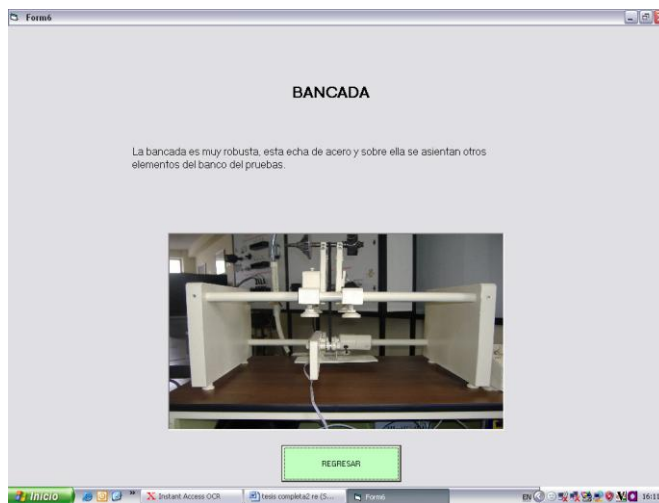 Form6
BANCADA
La bancada es muy robusta, esta echa de acero y sobre ella se asientan otros
elementos del banco del pruebas.
REGRESAR
Inicio
»
Instant Access OCR
tesis completa2 re (S...
Form6
EN
16:11